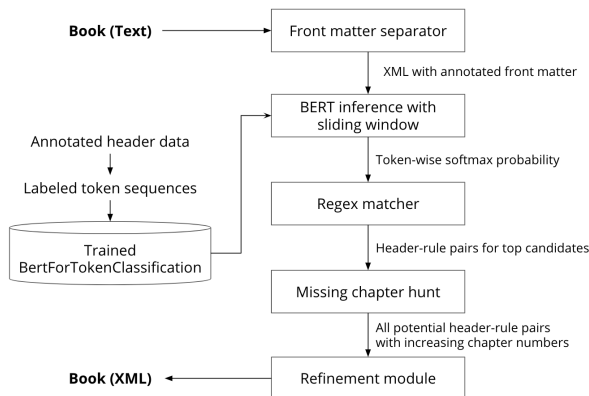 Book (Text)
Front matter separator
XML with annotated front matter
BERT inference with
sliding window
Annotated header data
Token-wise softmax probability
Labeled token sequences
Regex matcher
Trained
BertForTokenClassification
Header-rule pairs for top candidates
Missing chapter hunt
All potential header-rule pairs
with increasing chapter numbers
Book (XML)
Refinement module